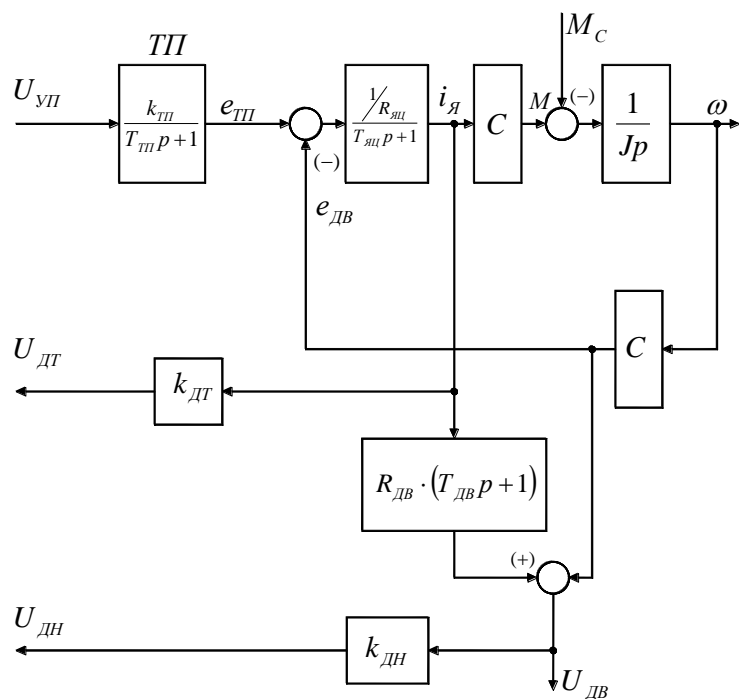 ТП
M_C
U_УП
k_ТП
T_ТП p + 1
e_ТП
(−)
1/R_ЯЦ
T_ЯЦ p + 1
i_Я
C
M
(−)
1
Jp
ω
e_ДВ
C
U_ДТ
k_ДТ
R_ДВ · (T_ДВ p + 1)
(+)
U_ДН
k_ДН
U_ДВ